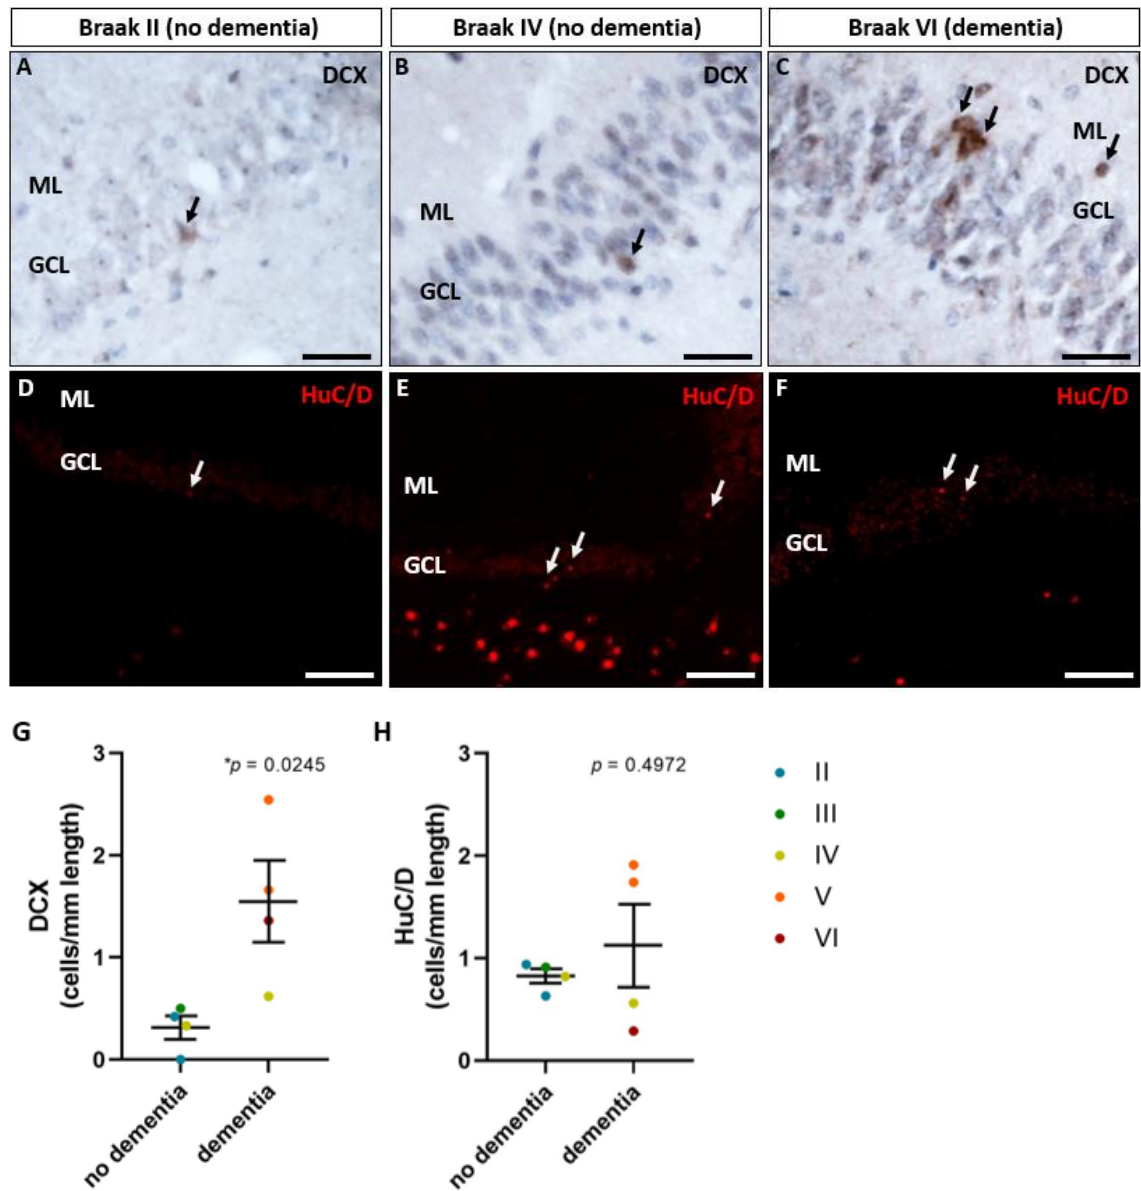 Braak II (no dementia)
Braak IV (no dementia)
Braak VI (dementia)
A
DCX
ML
GCL
B
DCX
ML
GCL
C
DCX
ML
GCL
D
ML
HuC/D
GCL
E
HuC/D
ML
GCL
F
HuC/D
ML
GCL
G
DCX
(cells/mm length)
3
2
1
0
*p = 0.0245
no dementia
dementia
H
HuC/D
(cells/mm length)
3
2
1
0
p = 0.4972
no dementia
dementia
II
III
IV
V
VI